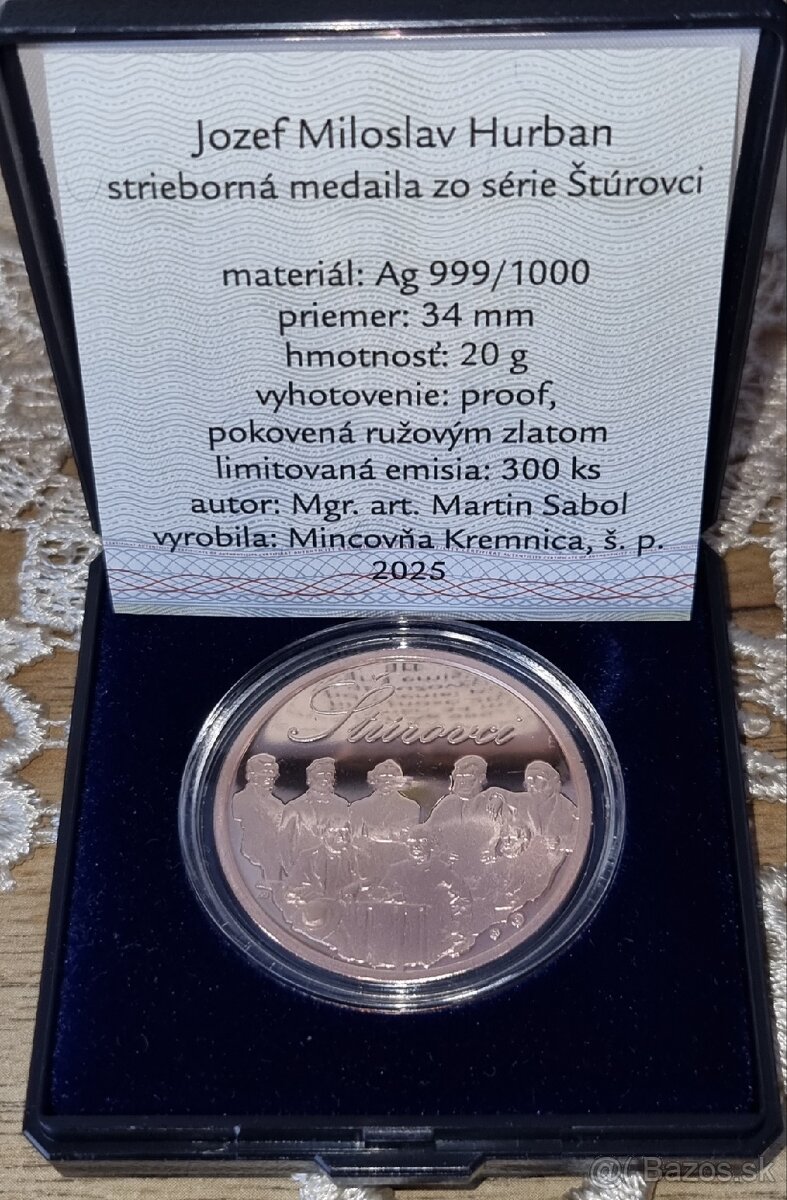 Jozef Miloslav Hurban
strieborná medaila zo série Štúrovci
materiál: Ag 999/1000
priemer: 34 mm
hmotnosť: 20 g
vyhotovenie: proof,
pokovená ružovým zlatom
limitovaná emisia: 300 ks
autor: Mgr. art. Martin Sabol
vyrobila: Mincovňa Kremnica, š. p.
2025
Štúrovci
Bazos.sk